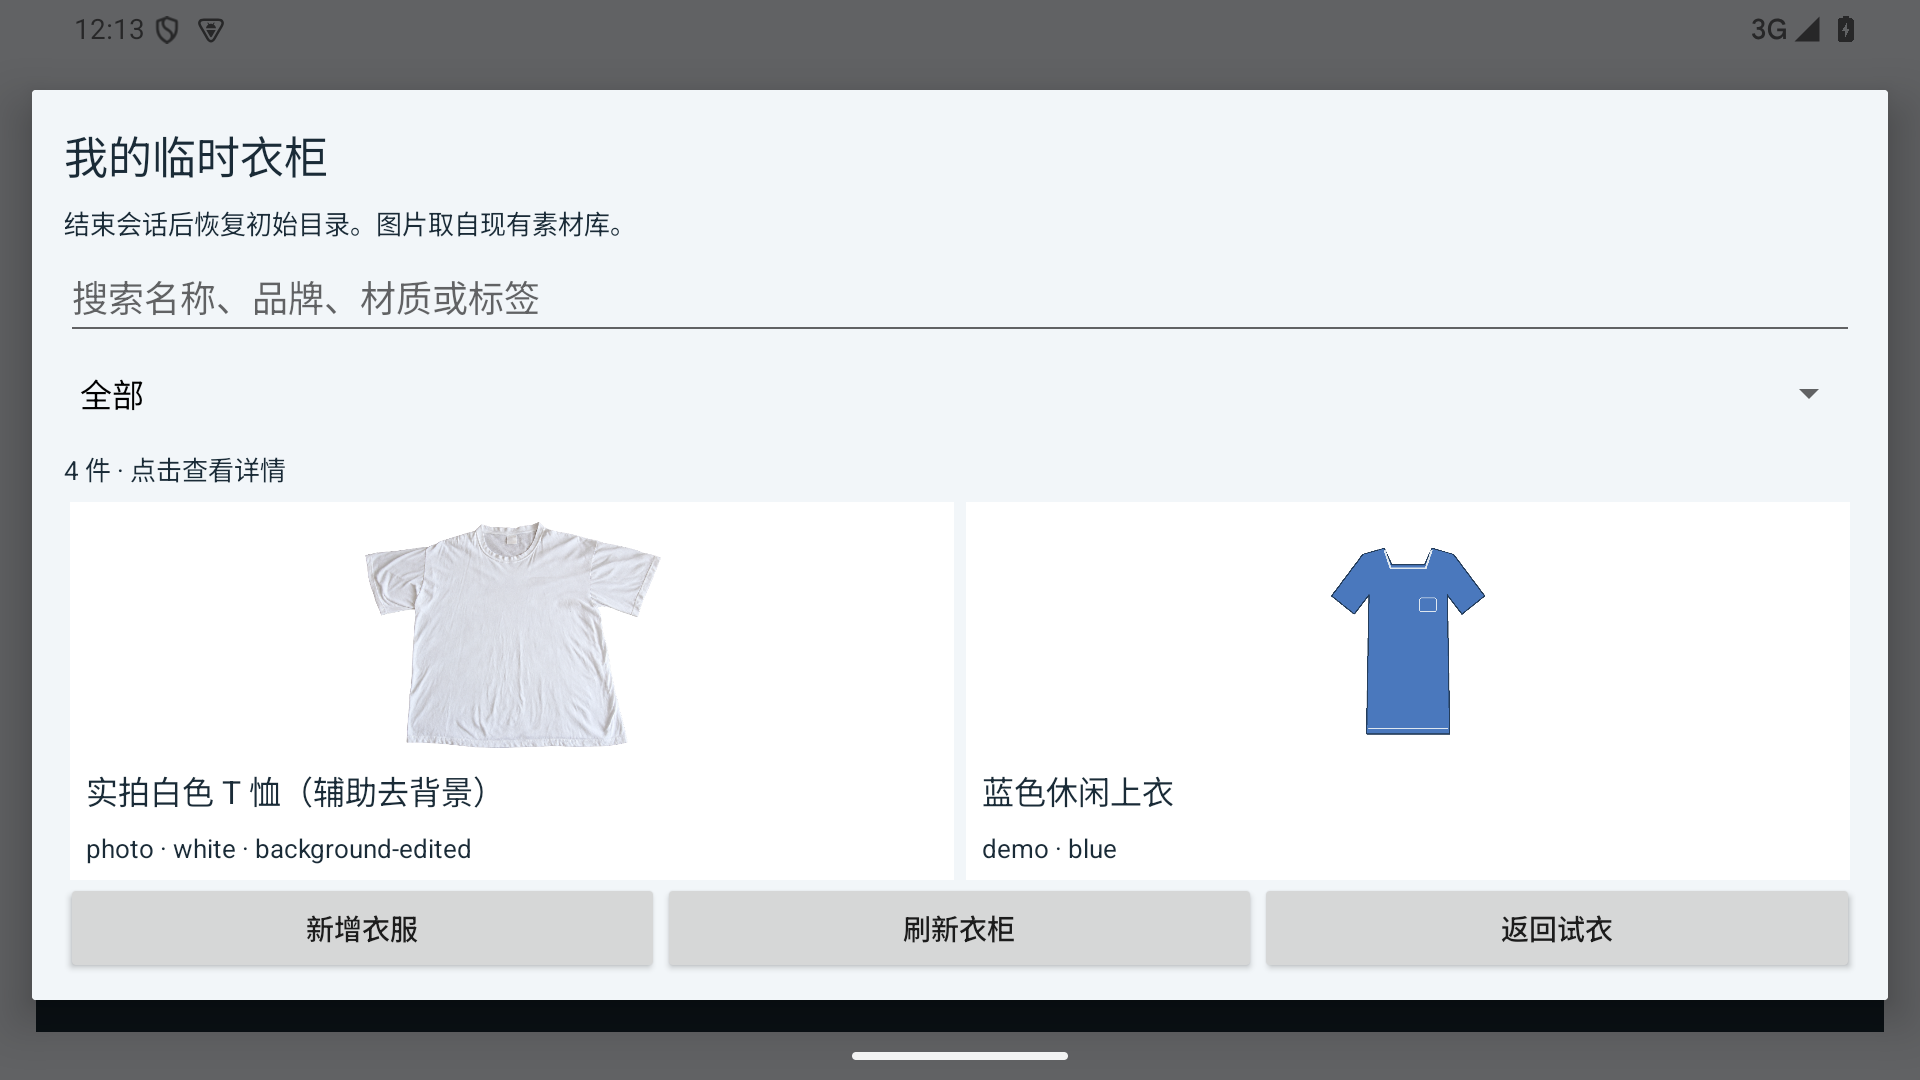 12:13
3G
我的临时衣柜
结束会话后恢复初始目录。图片取自现有素材库。
搜索名称、品牌、材质或标签
全部
4 件 · 点击查看详情
实拍白色 T 恤（辅助去背景）
photo · white · background-edited
蓝色休闲上衣
demo · blue
新增衣服
刷新衣柜
返回试衣